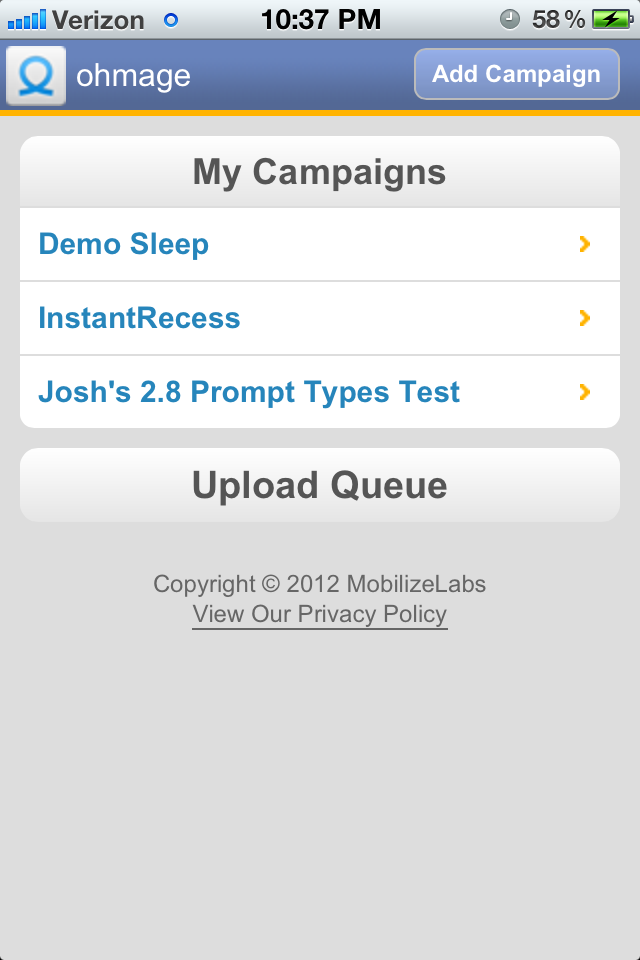 Verizon 10:37 PM 58%
ohmage Add Campaign
My Campaigns
Demo Sleep
InstantRecess
Josh's 2.8 Prompt Types Test
Upload Queue
Copyright © 2012 MobilizeLabs
View Our Privacy Policy